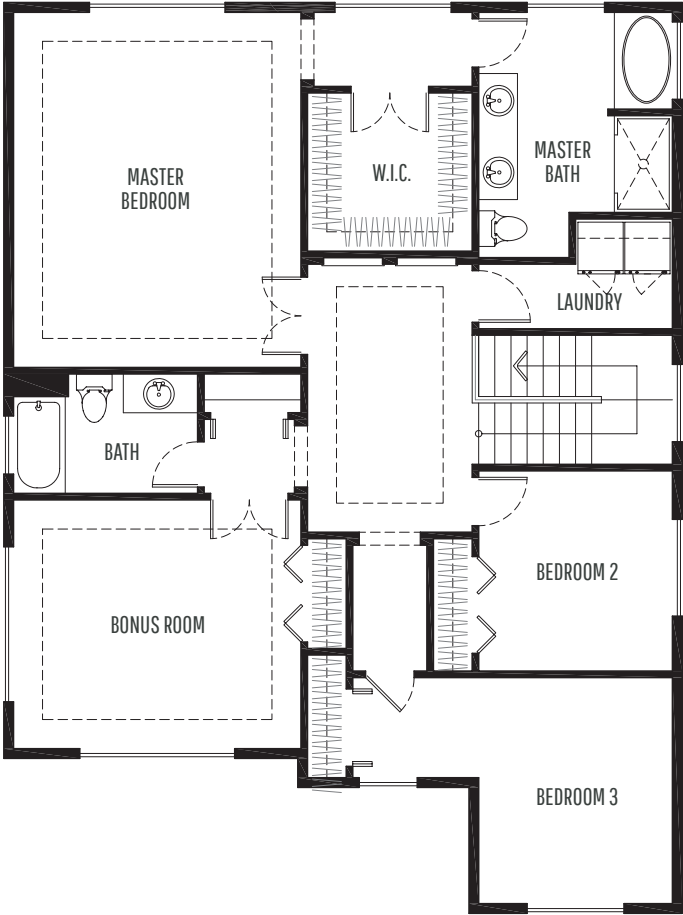 MASTER
BEDROOM
W.I.C.
MASTER
BATH
LAUNDRY
BATH
BEDROOM 2
BONUS ROOM
BEDROOM 3